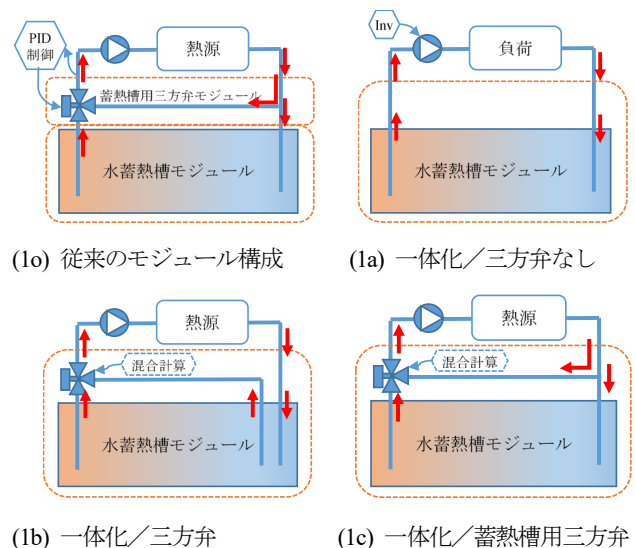 PID
制御
熱源
蓄熱槽用三方弁モジュール
水蓄熱槽モジュール
(1o) 従来のモジュール構成
Inv
負荷
水蓄熱槽モジュール
(1a) 一体化／三方弁なし
熱源
混合計算
水蓄熱槽モジュール
(1b) 一体化／三方弁
熱源
混合計算
水蓄熱槽モジュール
(1c) 一体化／蓄熱槽用三方弁